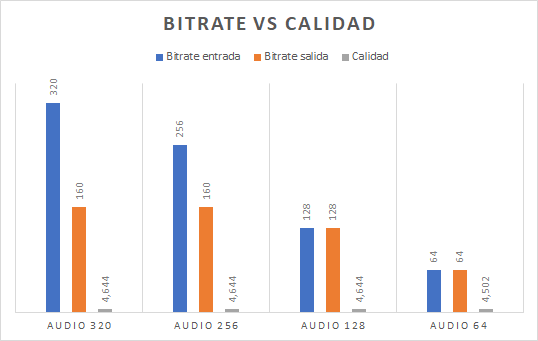 BITRATE VS CALIDAD
Bitrate entrada Bitrate salida Calidad
320 160 4,644 256 160 4,644 128 128 4,644 64 64 4,502
AUDIO 320 AUDIO 256 AUDIO 128 AUDIO 64